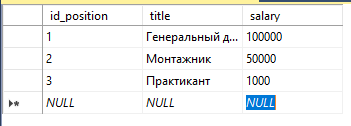 id_position title salary
1 Генеральный д... 100000
2 Монтажник 50000
3 Практикант 1000
NULL NULL NULL